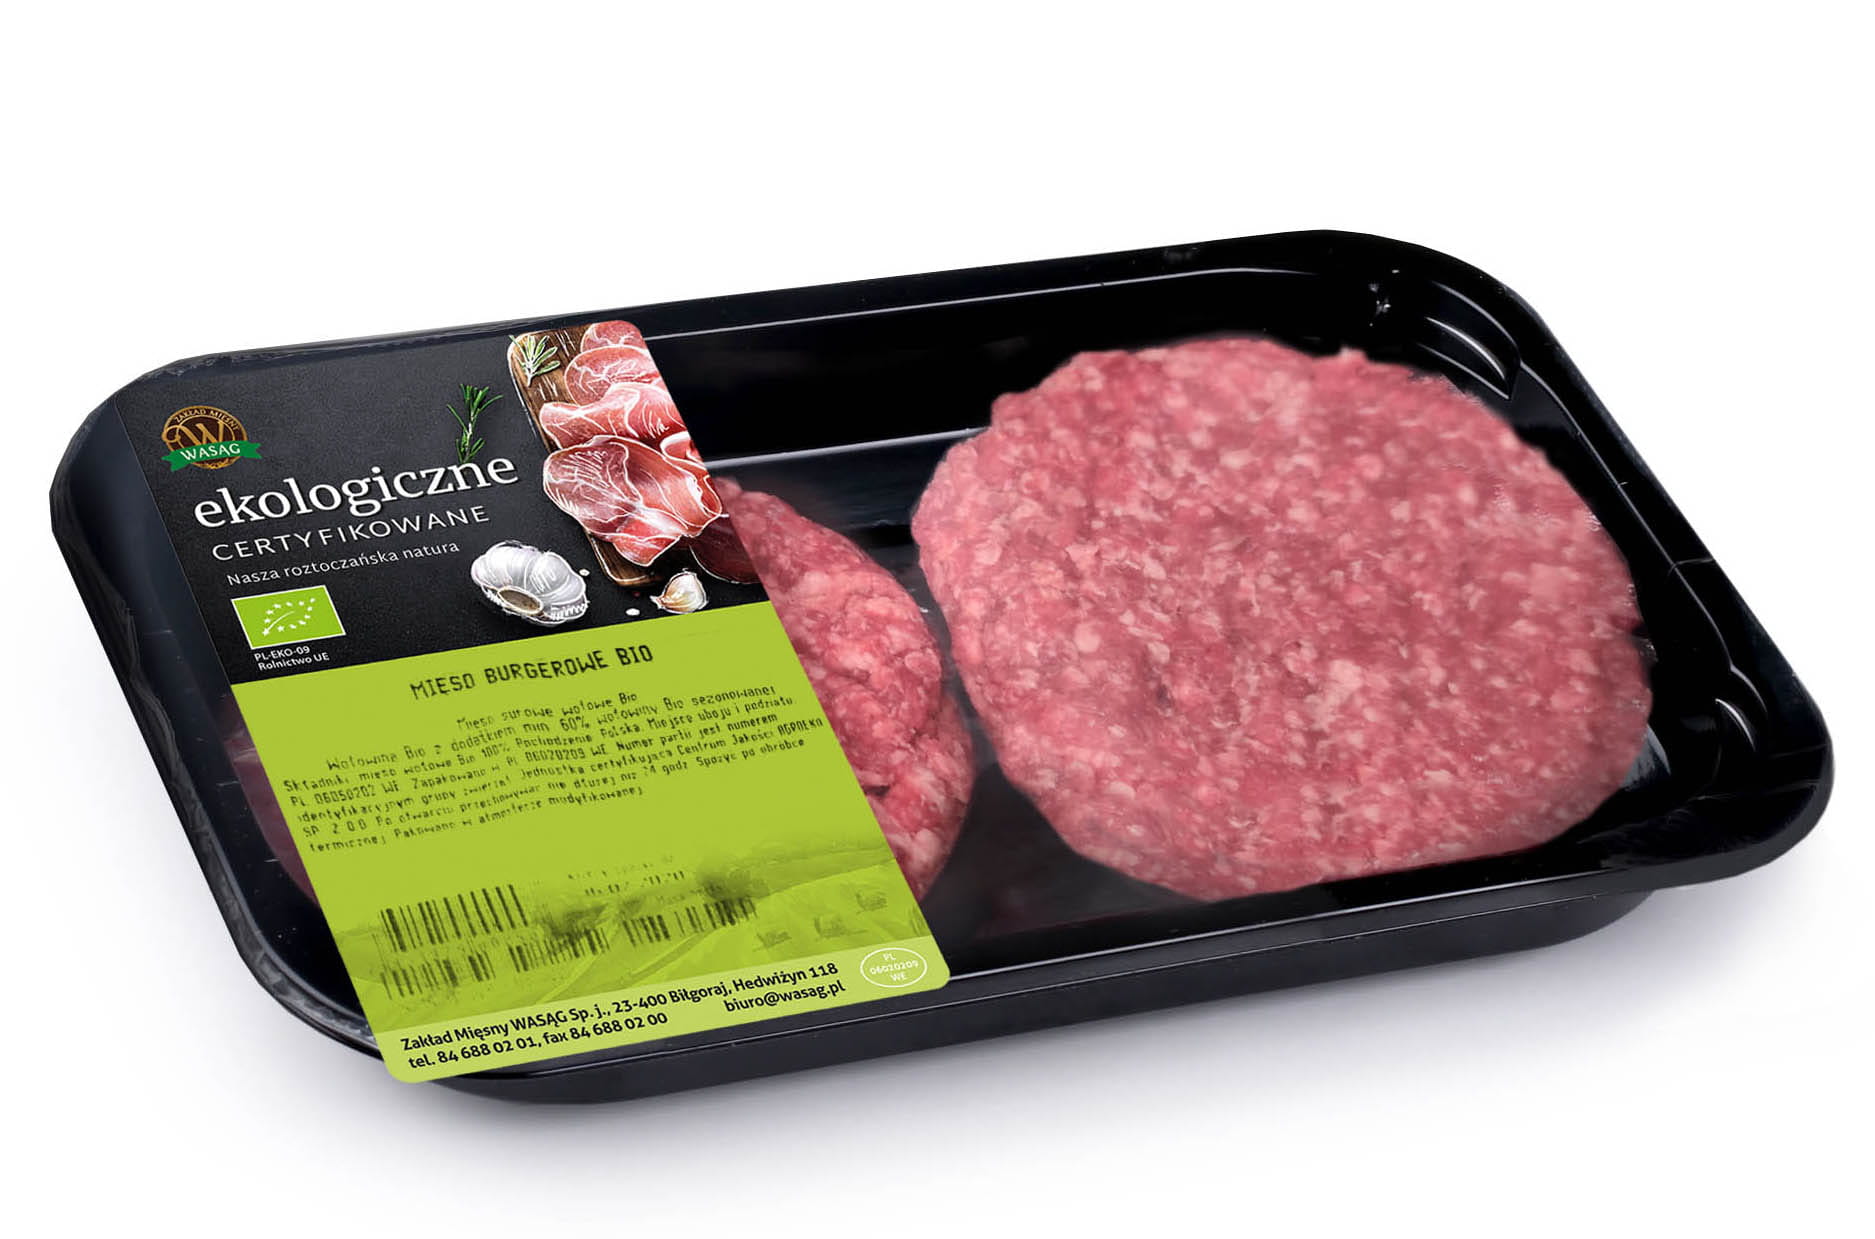 ZAKŁAD MIĘSNY
W
WASĄG
ekologiczne
CERTYFIKOWANE
Nasza roztoczańska natura
PL-EKO-09
Rolnictwo UE
MIĘSO BURGEROWE BIO
Mięso surowe wołowe Bio
Wołowina Bio z dodatkiem min. 60% wołowiny Bio sezonowanej
Składniki: mięso wołowe Bio 100% Pochodzenie Polska. Miejsce uboju i podziału
PL 06050202 WE. Zapakowano w PL 06020209 WE. Numer partii jest numerem
identyfikacyjnym grupy zwierząt Jednostka certyfikująca Centrum Jakości AGROEKO
SP. Z O.O. Po otwarciu przechowywać nie dłużej niż 24 godz. Spożyć po obróbce
termicznej Pakowano w atmosferze modyfikowanej
Zakład Mięsny WASĄG Sp. j., 23-400 Biłgoraj, Hedwiżyn 118
tel. 84 688 02 01, fax 84 688 02 00
biuro@wasag.pl
PL
06020209
WE